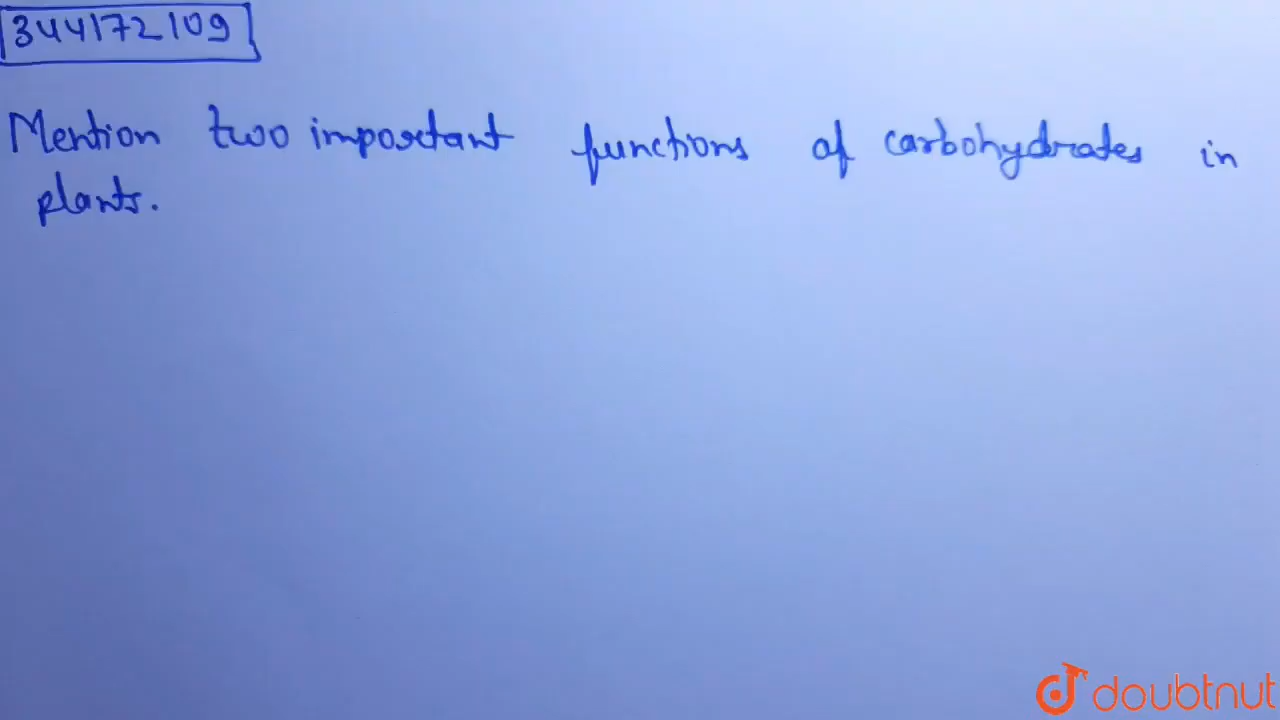 344172109
Mention two important functions of carbohydrates in
plants.
doubtnut